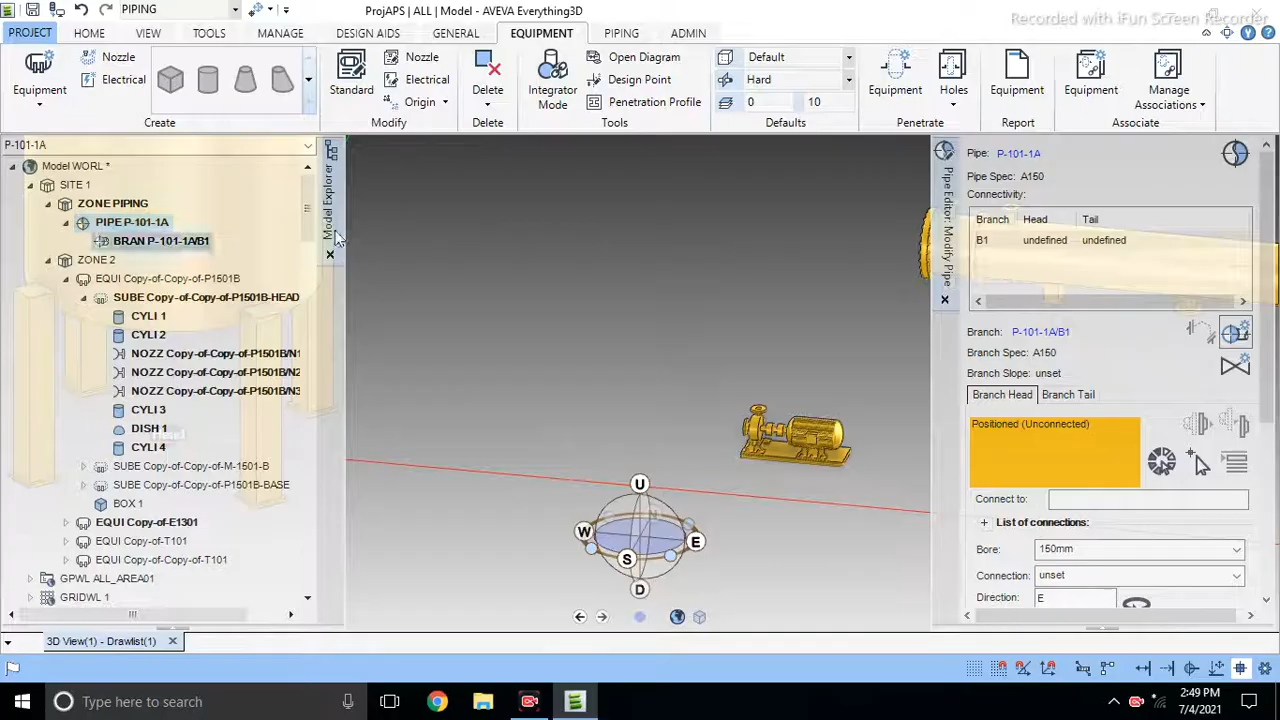 PIPING
ProjAPS | ALL | Model - AVEVA Everything3D
Recorded with iFun Screen Recorder
PROJECT HOME VIEW TOOLS MANAGE DESIGN AIDS GENERAL EQUIPMENT PIPING ADMIN
Equipment
Nozzle
Electrical
Create
Standard
Nozzle
Electrical
Origin
Modify
Delete
Delete
Integrator
Mode
Open Diagram
Design Point
Penetration Profile
Tools
Default
Hard
0 10
Defaults
Equipment Holes
Penetrate
Equipment
Report
Equipment
Manage
Associations
Associate
P-101-1A
Model WORL *
SITE 1
ZONE PIPING
PIPE P-101-1A
BRAN P-101-1A/B1
ZONE 2
EQUI Copy-of-Copy-of-P1501B
SUBE Copy-of-Copy-of-P1501B-HEAD
CYLI 1
CYLI 2
NOZZ Copy-of-Copy-of-P1501B/N1
NOZZ Copy-of-Copy-of-P1501B/N2
NOZZ Copy-of-Copy-of-P1501B/N3
CYLI 3
DISH 1
CYLI 4
SUBE Copy-of-Copy-of-M-1501-B
SUBE Copy-of-Copy-of-P1501B-BASE
BOX 1
EQUI Copy-of-E1301
EQUI Copy-of-T101
EQUI Copy-of-Copy-of-T101
GPWL ALL_AREA01
GRIDWL 1
Model Explorer
U
N
W
E
S
D
Pipe Editor: Modify Pipe
Pipe: P-101-1A
Pipe Spec: A150
Connectivity:
Branch Head Tail
B1 undefined undefined
Branch: P-101-1A/B1
Branch Spec: A150
Branch Slope: unset
Branch Head Branch Tail
Positioned (Unconnected)
Connect to:
List of connections:
Bore: 150mm
Connection: unset
Direction: E
3D View(1) - Drawlist(1)
Type here to search
2:49 PM
7/4/2021